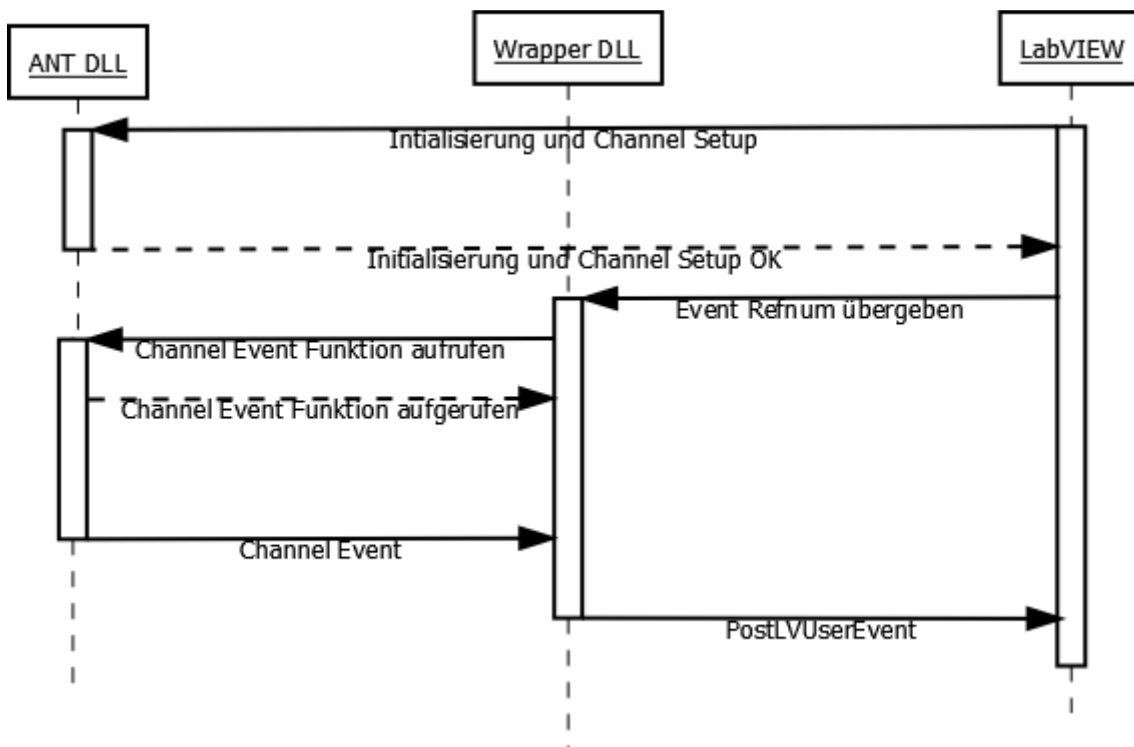 ANT DLL
Wrapper DLL
LabVIEW
Intialisierung und Channel Setup
Initialisierung und Channel Setup OK
Event Refnum übergeben
Channel Event Funktion aufrufen
Channel Event Funktion aufgerufen
Channel Event
PostLVUserEvent